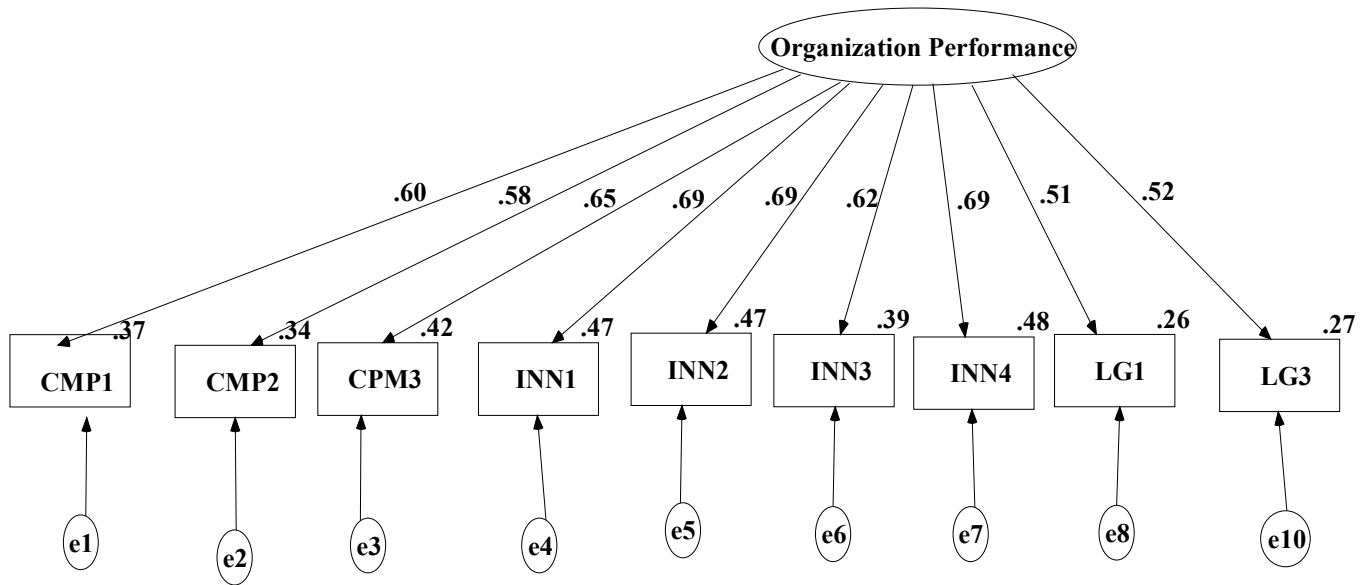 Organization Performance
.60
.58
.65
.69
.69
.62
.69
.51
.52
.37
.34
.42
.47
.47
.39
.48
.26
.27
CMP1
CMP2
CPM3
INN1
INN2
INN3
INN4
LG1
LG3
e1
e2
e3
e4
e5
e6
e7
e8
e10